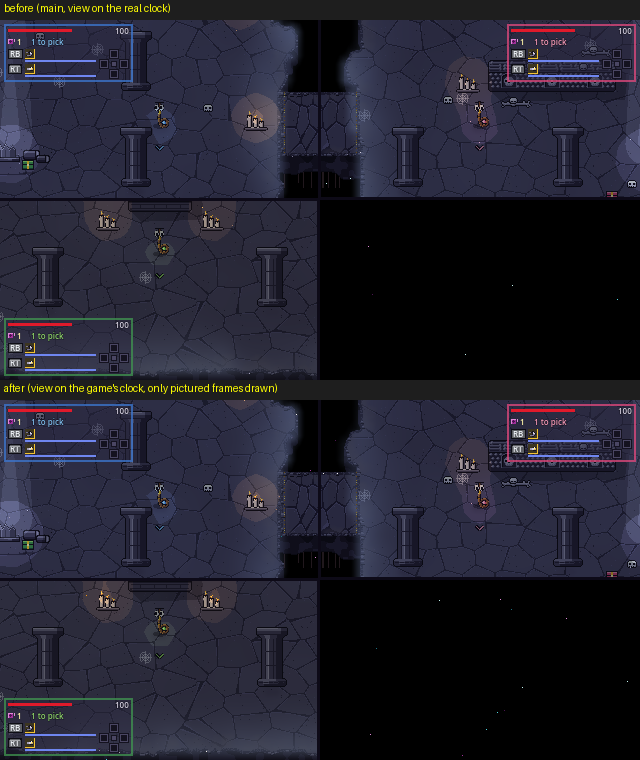 before (main, view on the real clock)
100
1 1 to pick
RB
RT
100
1 1 to pick
RB
RT
100
1 1 to pick
RB
RT
after (view on the game's clock, only pictured frames drawn)
100
1 1 to pick
RB
RT
100
1 1 to pick
RB
RT
100
1 1 to pick
RB
RT